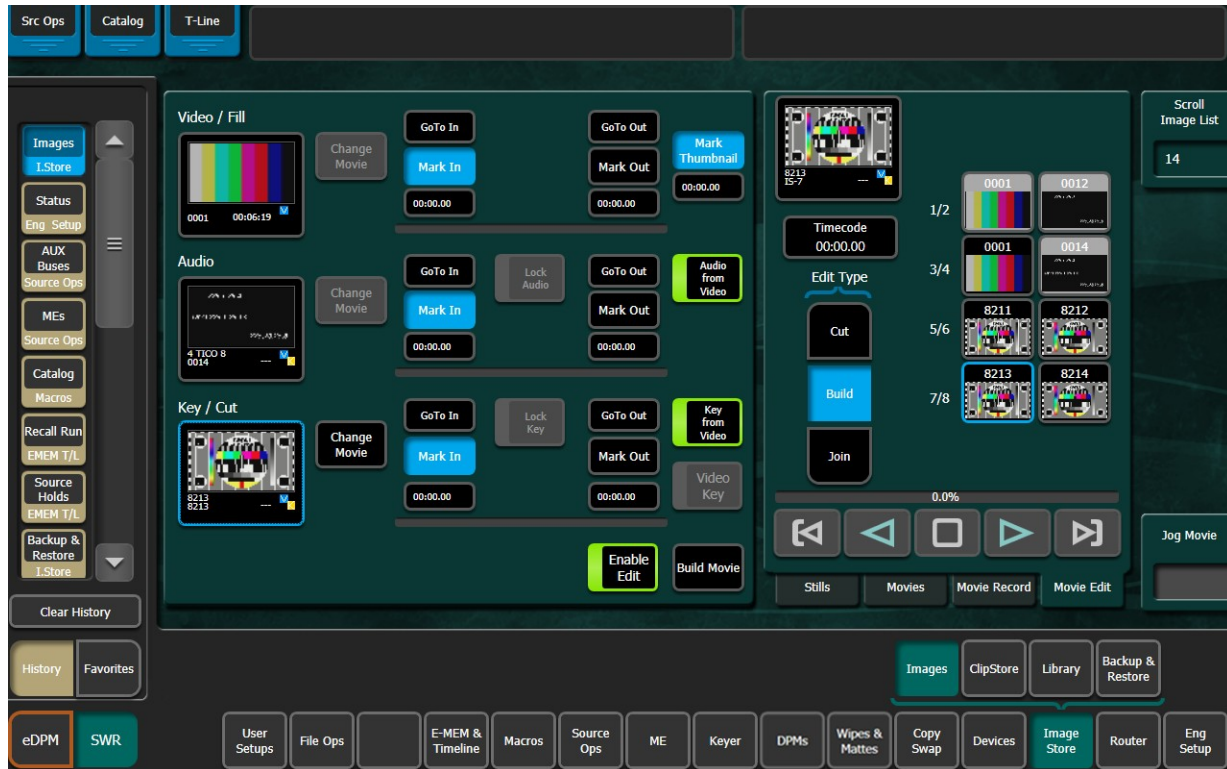 Src Ops
Catalog
T-Line
Images
I.Store
Status
Eng Setup
AUX
Buses
Source Ops
MEs
Source Ops
Catalog
Macros
Recall Run
EMEM T/L
Source
Holds
EMEM T/L
Backup &
Restore
I.Store
Clear History
History
Favorites
eDPM
SWR
Video / Fill
0001 00:06:19 V
Change
Movie
GoTo In
Mark In
00:00.00
GoTo Out
Mark Out
00:00.00
Mark
Thumbnail
00:00.00
Audio
4 TICO 8
0014 --- V
Change
Movie
GoTo In
Mark In
00:00.00
Lock
Audio
GoTo Out
Mark Out
00:00.00
Audio
from
Video
Key / Cut
8213
8213 --- V
Change
Movie
GoTo In
Mark In
00:00.00
Lock
Key
GoTo Out
Mark Out
00:00.00
Key
from
Video
Video
Key
Enable
Edit
Build Movie
8213
IS-7 --- V
Timecode
00:00.00
Edit Type
Cut
Build
Join
1/2
0001
0012
3/4
0001
0014
5/6
8211
8212
7/8
8213
8214
0.0%
Stills
Movies
Movie Record
Movie Edit
Scroll
Image List
14
Jog Movie
Images
ClipStore
Library
Backup &
Restore
User
Setups
File Ops
E-MEM &
Timeline
Macros
Source
Ops
ME
Keyer
DPMs
Wipes &
Mattes
Copy
Swap
Devices
Image
Store
Router
Eng
Setup